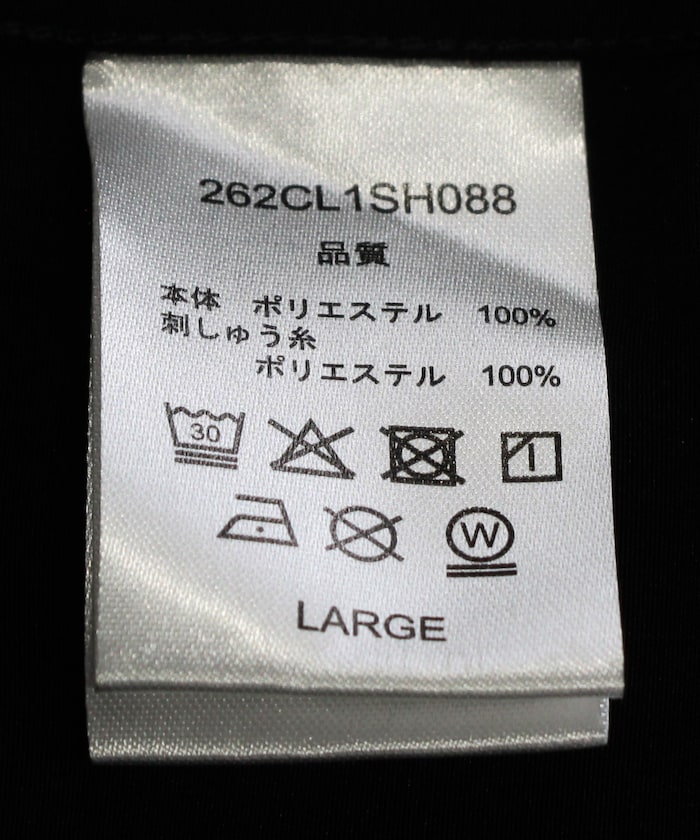 262CL1SH088
品質
本体 ポリエステル 100%
刺しゅう糸
ポリエステル 100%
30
W
LARGE